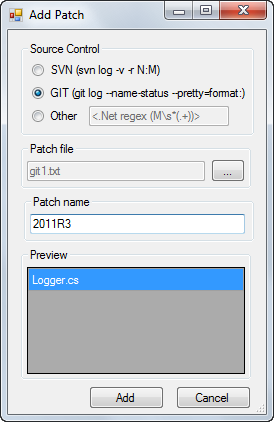 Add Patch
Source Control
SVN (svn log -v -r N:M)
GIT (git log --name-status --pretty=format:)
Other <.Net regex (M\s*(.+))>
Patch file
git1.txt ...
Patch name
2011R3
Preview
Logger.cs
Add Cancel